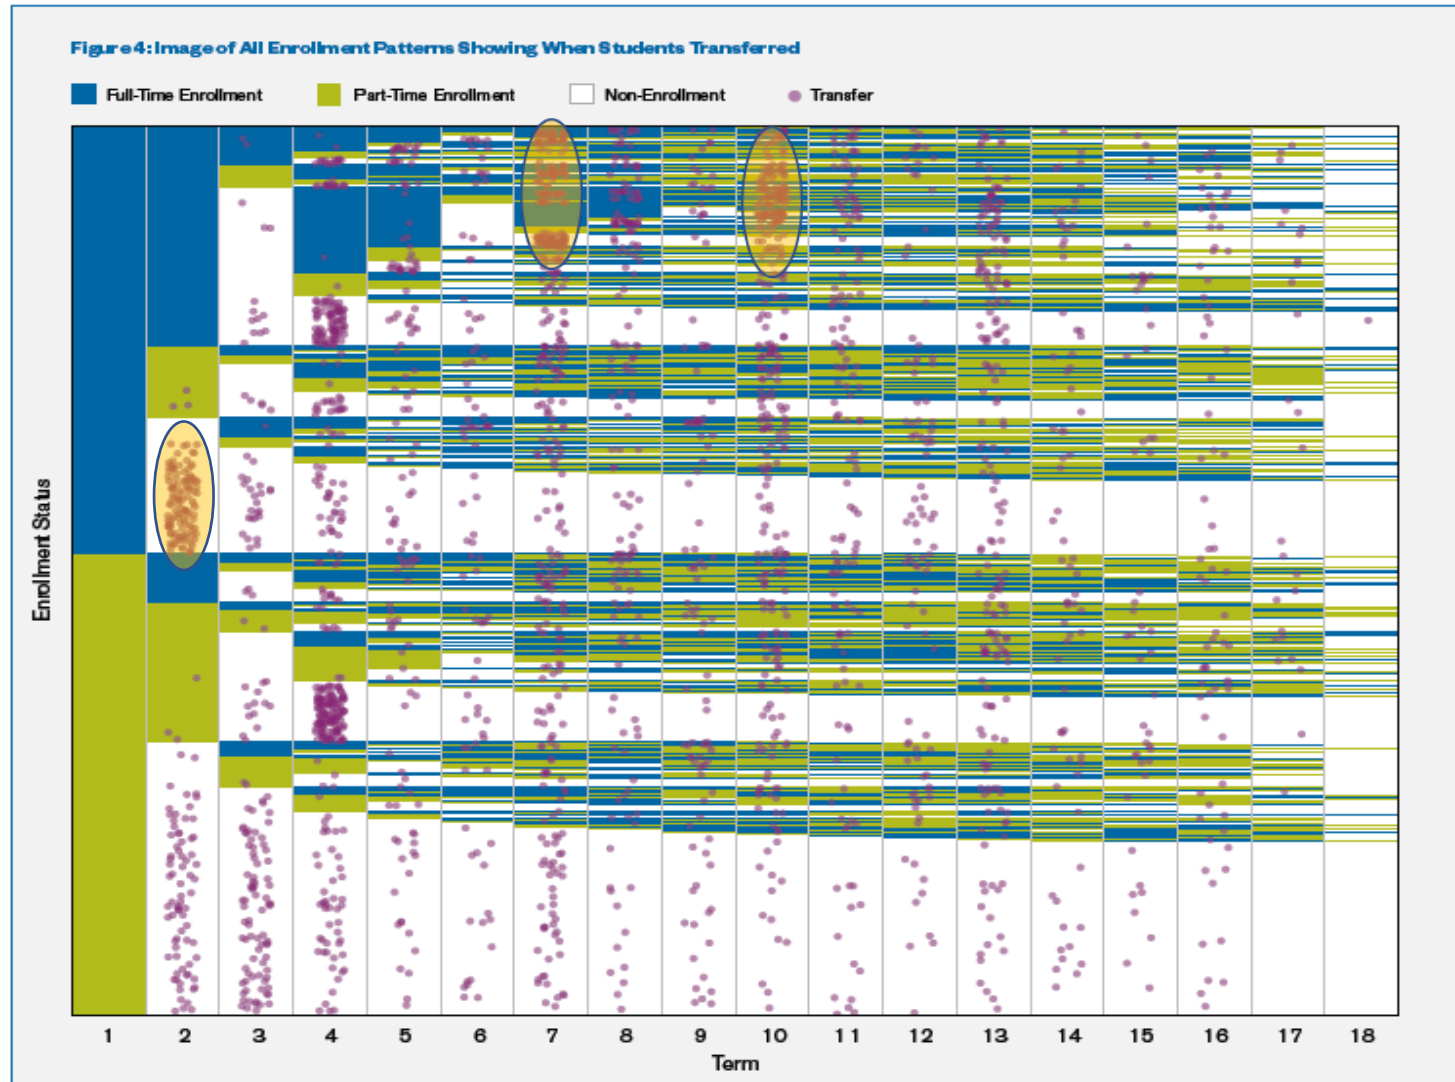 Figure 4: Image of All Enrollment Patterns Showing When Students Transferred
Full-Time Enrollment Part-Time Enrollment Non-Enrollment Transfer
Enrollment Status
1 2 3 4 5 6 7 8 9 10 11 12 13 14 15 16 17 18
Term